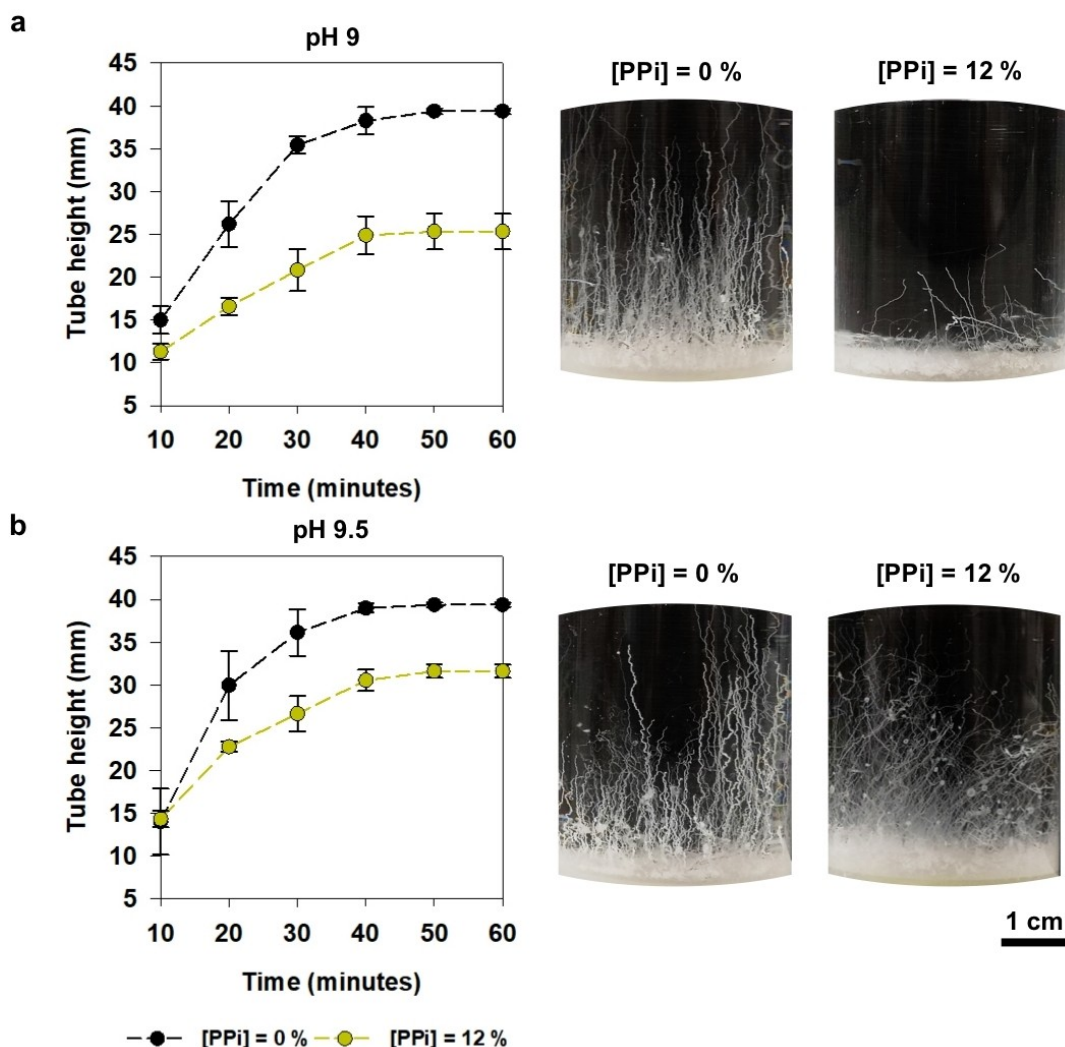 a
pH 9
Tube height (mm)
45
40
35
30
25
20
15
10
5
10 20 30 40 50 60
Time (minutes)
[PPi] = 0 % [PPi] = 12 %
b
pH 9.5
Tube height (mm)
45
40
35
30
25
20
15
10
5
10 20 30 40 50 60
Time (minutes)
[PPi] = 0 % [PPi] = 12 %
1 cm
[PPi] = 0 % [PPi] = 12 %